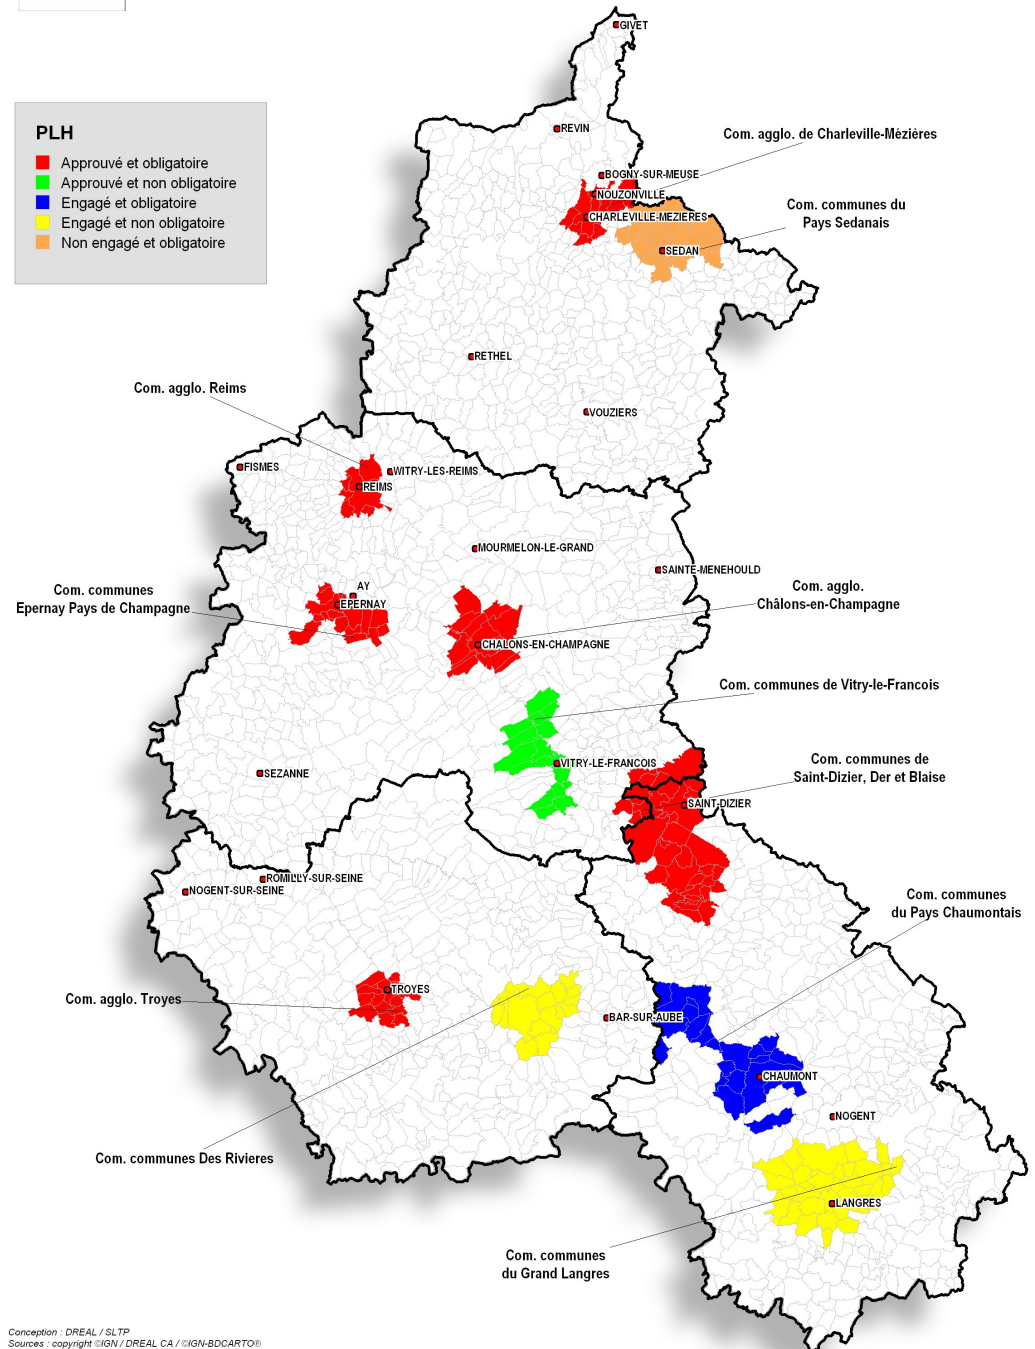 GIVET
PLH
Approuvé et obligatoire
Approuvé et non obligatoire
Engagé et obligatoire
Engagé et non obligatoire
Non engagé et obligatoire
REVIN
Com. agglo. de Charleville-Mézières
BOGNY-SUR-MEUSE
NOUZONVILLE
CHARLEVILLE-MEZIERES
Com. communes du
Pays Sedanais
SEDAN
RETHEL
Com. agglo. Reims
VOUZIERS
FISMES
WITRY-LES-REIMS
REIMS
MOURMELON-LE-GRAND
SAINTE-MENEHOULD
Com. communes
Epernay Pays de Champagne
AY
EPERNAY
Com. agglo.
Châlons-en-Champagne
CHALONS-EN-CHAMPAGNE
Com. communes de Vitry-le-Francois
VITRY-LE-FRANCOIS
SEZANNE
Com. communes de
Saint-Dizier, Der et Blaise
SAINT-DIZIER
ROMILLY-SUR-SEINE
NOGENT-SUR-SEINE
Com. communes
du Pays Chaumontais
Com. agglo. Troyes
TROYES
BAR-SUR-AUBE
CHAUMONT
NOGENT
Com. communes Des Rivieres
LANGRES
Com. communes
du Grand Langres
Conception : DREAL / SLTP
Sources : copyright ©IGN / DREAL CA / ©IGN-BDCARTO®